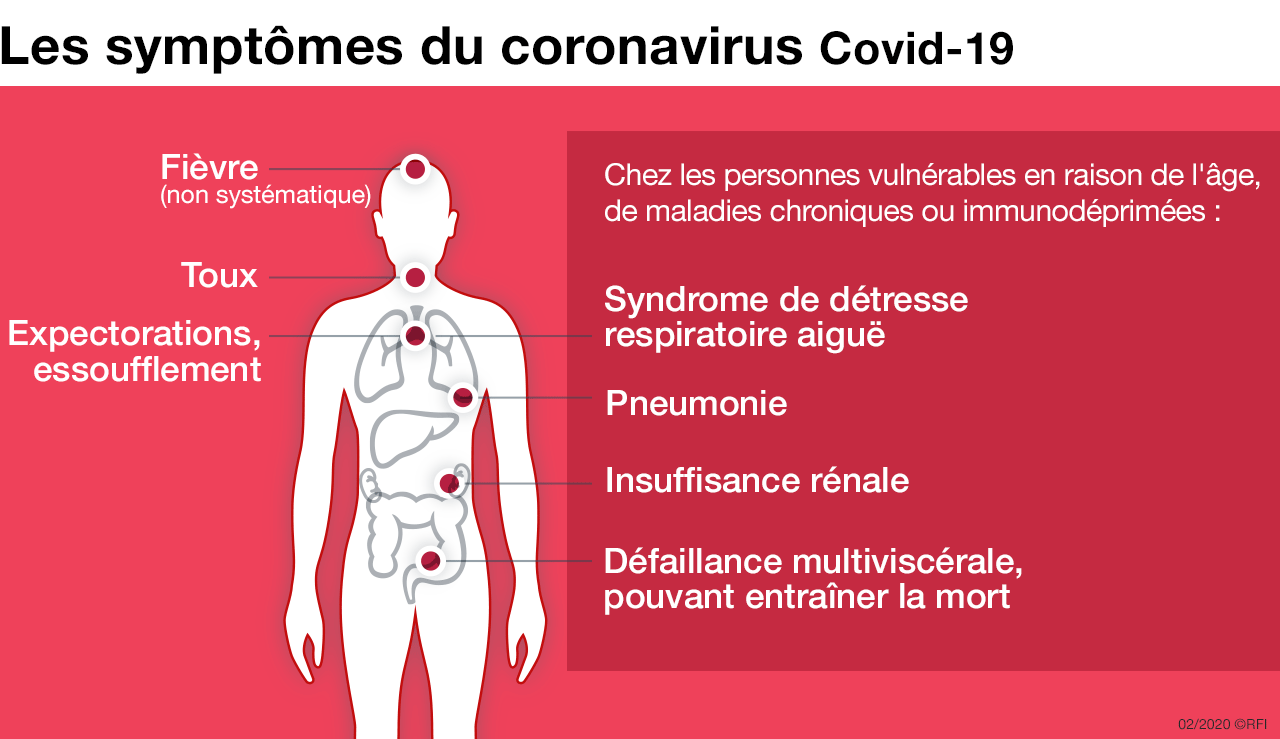 Les symptômes du coronavirus Covid-19
Fièvre
(non systématique)
Toux
Expectorations,
essoufflement
Chez les personnes vulnérables en raison de l'âge,
de maladies chroniques ou immunodéprimées :
Syndrome de détresse
respiratoire aiguë
Pneumonie
Insuffisance rénale
Défaillance multiviscérale,
pouvant entraîner la mort
02/2020 ©RFI